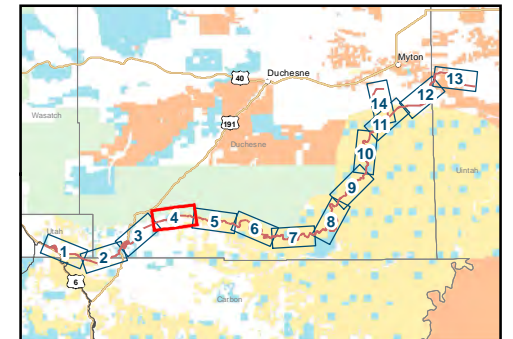 Myton
40
Duchesne
13
14
12
Wasatch
191
11
Duchesne
10
Uintah
9
4
5
8
Utah
3
6
7
1
2
6
Carbon